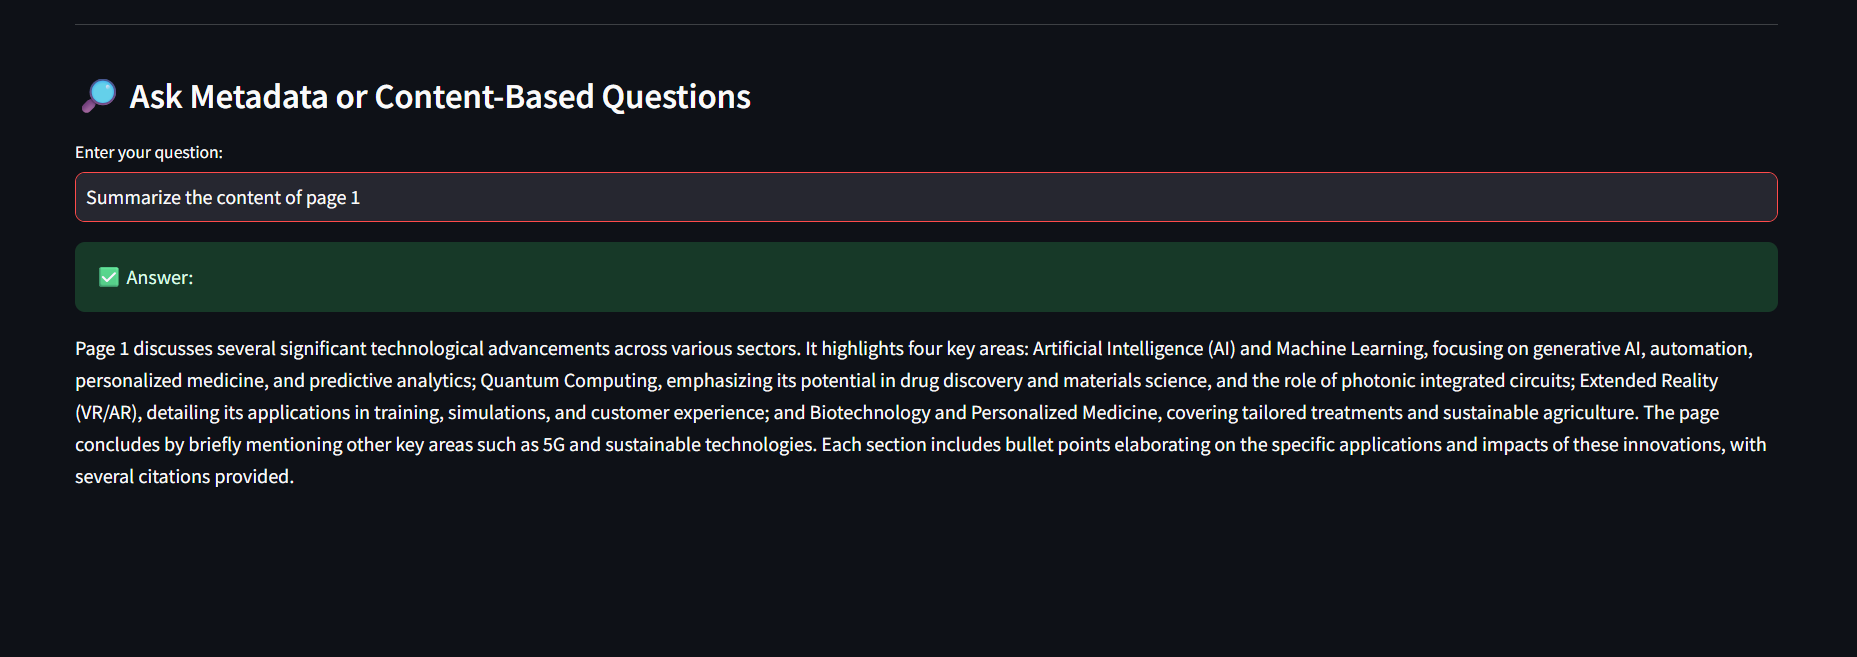 🔎 Ask Metadata or Content-Based Questions
Enter your question:
Summarize the content of page 1
✅ Answer:
Page 1 discusses several significant technological advancements across various sectors. It highlights four key areas: Artificial Intelligence (AI) and Machine Learning, focusing on generative AI, automation,
personalized medicine, and predictive analytics; Quantum Computing, emphasizing its potential in drug discovery and materials science, and the role of photonic integrated circuits; Extended Reality
(VR/AR), detailing its applications in training, simulations, and customer experience; and Biotechnology and Personalized Medicine, covering tailored treatments and sustainable agriculture. The page
concludes by briefly mentioning other key areas such as 5G and sustainable technologies. Each section includes bullet points elaborating on the specific applications and impacts of these innovations, with
several citations provided.